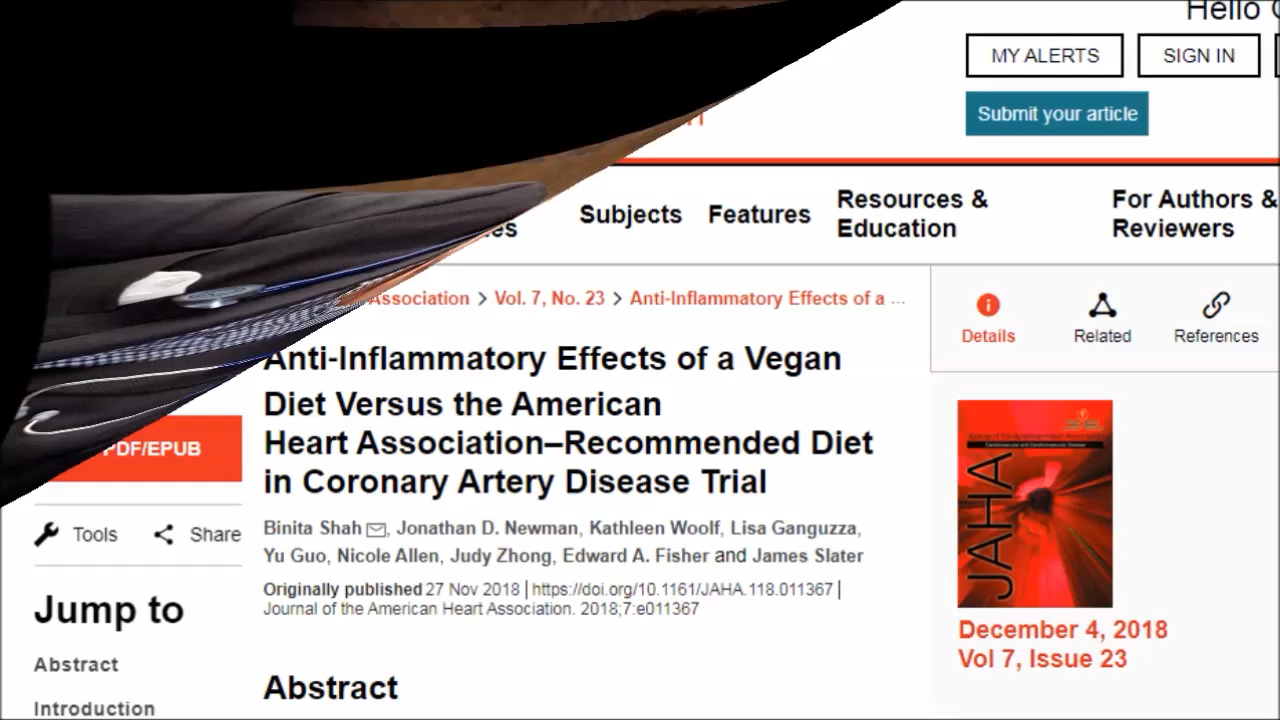 Hello
MY ALERTS
SIGN IN
Submit your article
Subjects
Features
Resources &
Education
For Authors &
Reviewers
Association > Vol. 7, No. 23 > Anti-Inflammatory Effects of a ...
Details
Related
References
Anti-Inflammatory Effects of a Vegan
Diet Versus the American
Heart Association–Recommended Diet
in Coronary Artery Disease Trial
PDF/EPUB
Tools
Share
Binita Shah, Jonathan D. Newman, Kathleen Woolf, Lisa Ganguzza,
Yu Guo, Nicole Allen, Judy Zhong, Edward A. Fisher and James Slater
Originally published 27 Nov 2018 | https://doi.org/10.1161/JAHA.118.011367 |
Journal of the American Heart Association. 2018;7:e011367
JAHA
December 4, 2018
Vol 7, Issue 23
Jump to
Abstract
Introduction
Abstract